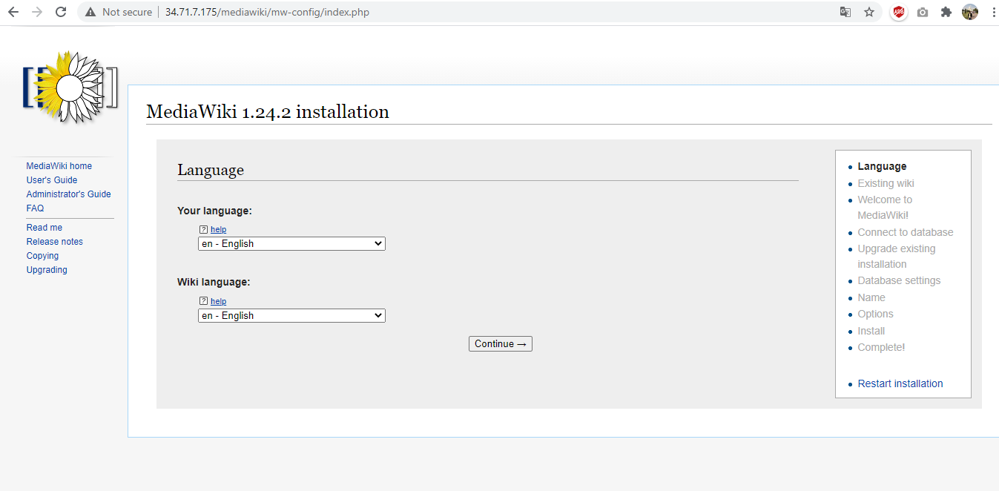 Not secure 34.71.7.175/mediawiki/mw-config/index.php
ABP
MediaWiki 1.24.2 installation
MediaWiki home
User's Guide
Administrator's Guide
FAQ
Read me
Release notes
Copying
Upgrading
Language
Your language:
? help
en - English
Wiki language:
? help
en - English
Continue →
Language
Existing wiki
Welcome to
MediaWiki!
Connect to database
Upgrade existing
installation
Database settings
Name
Options
Install
Complete!
Restart installation